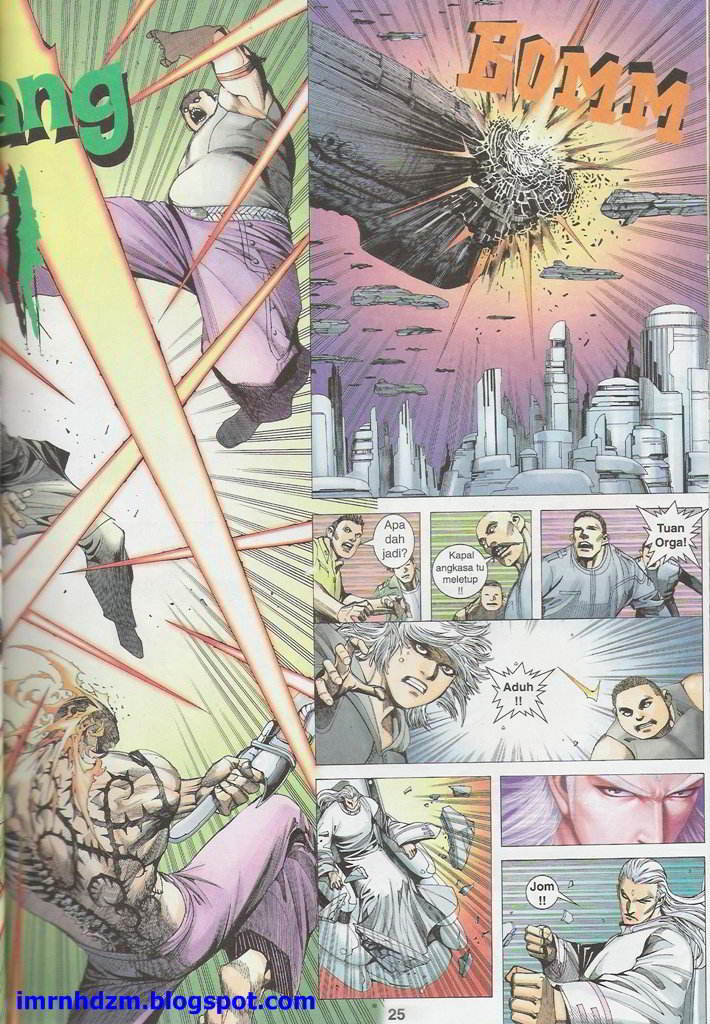 ang
BOMM
Apa
dah
jadi?
Kapal
angkasa tu
meletup
!!
Tuan
Orga!
Aduh
!!
Jom
!!
imrnhdzm.blogspot.com
25